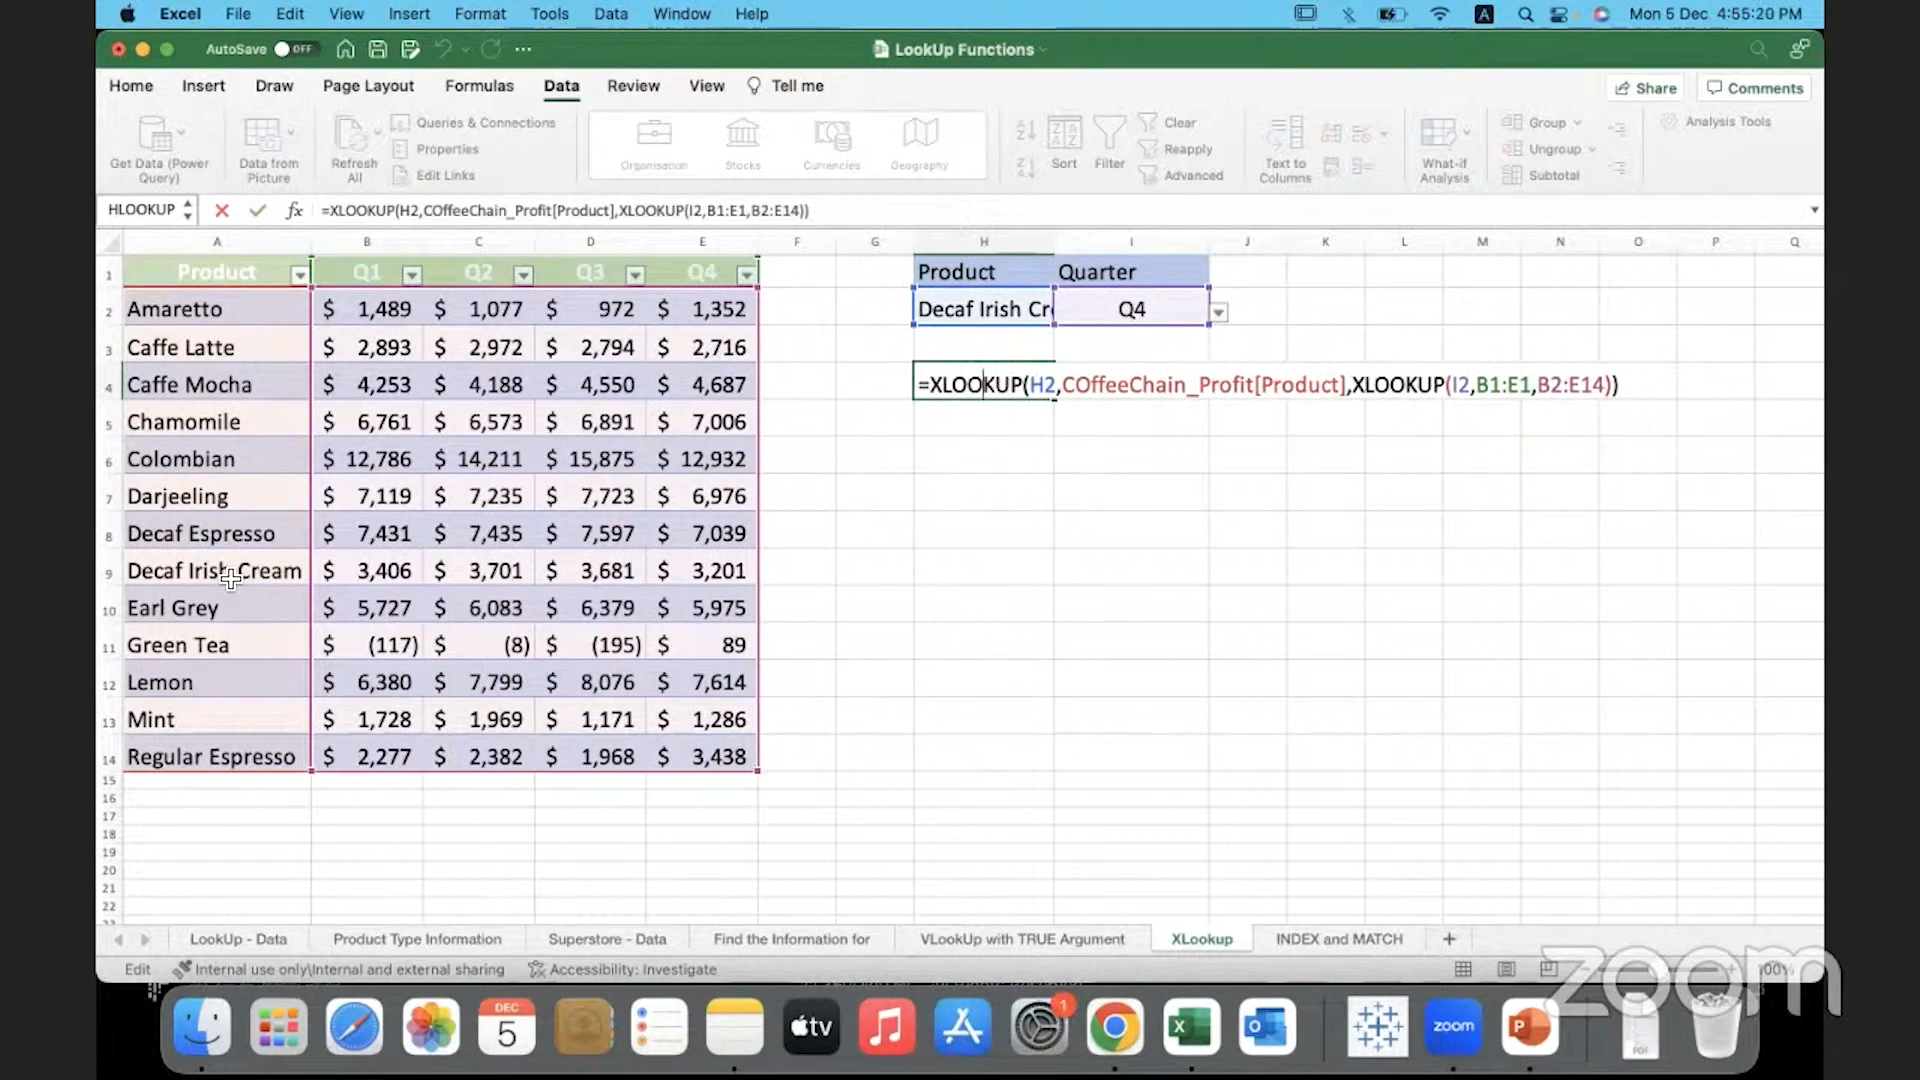 Excel File Edit View Insert Format Tools Data Window Help A Mon 5 Dec 4:55:20 PM
AutoSave OFF LookUp Functions
Home Insert Draw Page Layout Formulas Data Review View Tell me Share Comments
Get Data (Power Query)
Data from Picture
Refresh All
Queries & Connections
Properties
Edit Links
Organisation Stocks Currencies Geography
Sort Filter
Clear
Reapply
Advanced
Text to Columns
What-if Analysis
Group
Ungroup
Subtotal
Analysis Tools
HLOOKUP fx =XLOOKUP(H2,COffeeChain_Profit[Product],XLOOKUP(I2,B1:E1,B2:E14))
A B C D E F G H I J K L M N O P Q
1 Product Q1 Q2 Q3 Q4 Product Quarter
2 Amaretto $ 1,489 $ 1,077 $ 972 $ 1,352 Decaf Irish Cr Q4
3 Caffe Latte $ 2,893 $ 2,972 $ 2,794 $ 2,716
4 Caffe Mocha $ 4,253 $ 4,188 $ 4,550 $ 4,687 =XLOOKUP(H2,COffeeChain_Profit[Product],XLOOKUP(I2,B1:E1,B2:E14))
5 Chamomile $ 6,761 $ 6,573 $ 6,891 $ 7,006
6 Colombian $ 12,786 $ 14,211 $ 15,875 $ 12,932
7 Darjeeling $ 7,119 $ 7,235 $ 7,723 $ 6,976
8 Decaf Espresso $ 7,431 $ 7,435 $ 7,597 $ 7,039
9 Decaf Irish Cream $ 3,406 $ 3,701 $ 3,681 $ 3,201
10 Earl Grey $ 5,727 $ 6,083 $ 6,379 $ 5,975
11 Green Tea $ (117) $ (8) $ (195) $ 89
12 Lemon $ 6,380 $ 7,799 $ 8,076 $ 7,614
13 Mint $ 1,728 $ 1,969 $ 1,171 $ 1,286
14 Regular Espresso $ 2,277 $ 2,382 $ 1,968 $ 3,438
15
16
17
18
19
20
21
22
LookUp - Data Product Type Information Superstore - Data Find the Information for VLookUp with TRUE Argument XLookup INDEX and MATCH +
Edit Internal use only\Internal and external sharing Accessibility: Investigate
zoom
DEC
5
tv
1
X
O
zoom
P
PDF